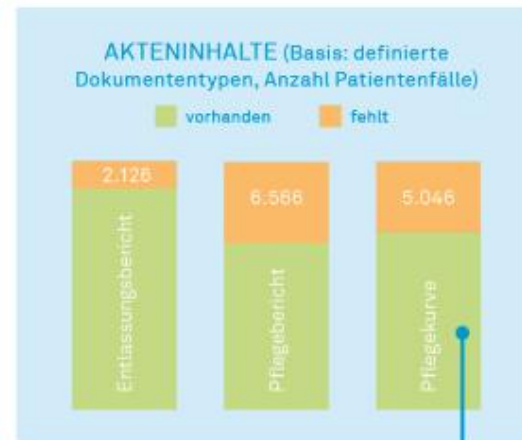 AKTENINHALTE (Basis: definierte
Dokumententypen, Anzahl Patientenfälle)
vorhanden
fehlt
2.126
6.566
5.046
Entlassungsbericht
Pflegebericht
Pflegekurve